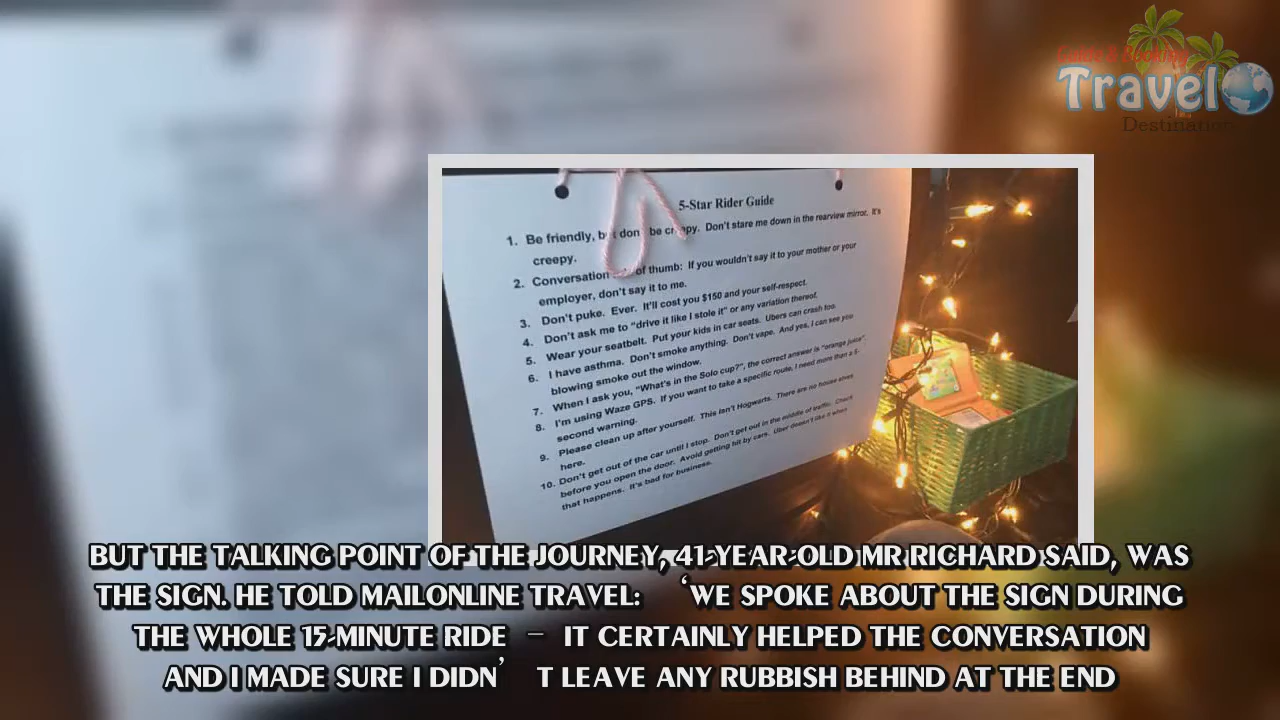 Guide & Booking
Travel
Destination
5-Star Rider Guide
1. Be friendly, but don't be creepy. Don't stare me down in the rearview mirror. It's
creepy.
2. Conversation of thumb: If you wouldn't say it to your mother or your
employer, don't say it to me.
3. Don't puke. Ever. It'll cost you $150 and your self-respect.
4. Don't ask me to "drive it like I stole it" or any variation thereof.
5. Wear your seatbelt. Put your kids in car seats. Ubers can crash too.
6. I have asthma. Don't smoke anything. Don't vape. And yes, I can see you
blowing smoke out the window.
7. When I ask you, "What's in the Solo cup?", the correct answer is "orange juice".
8. I'm using Waze GPS. If you want to take a specific route, I need more than a 5-
second warning.
9. Please clean up after yourself. This isn't Hogwarts. There are no house elves
here.
10. Don't get out of the car until I stop. Don't get out in the middle of traffic. Check
before you open the door. Avoid getting hit by cars. Uber doesn't like it when
that happens. It's bad for business.
BUT THE TALKING POINT OF THE JOURNEY, 41-YEAR-OLD MR RICHARD SAID, WAS
THE SIGN. HE TOLD MAILONLINE TRAVEL: ‘WE SPOKE ABOUT THE SIGN DURING
THE WHOLE 15-MINUTE RIDE – IT CERTAINLY HELPED THE CONVERSATION
AND I MADE SURE I DIDN’T LEAVE ANY RUBBISH BEHIND AT THE END